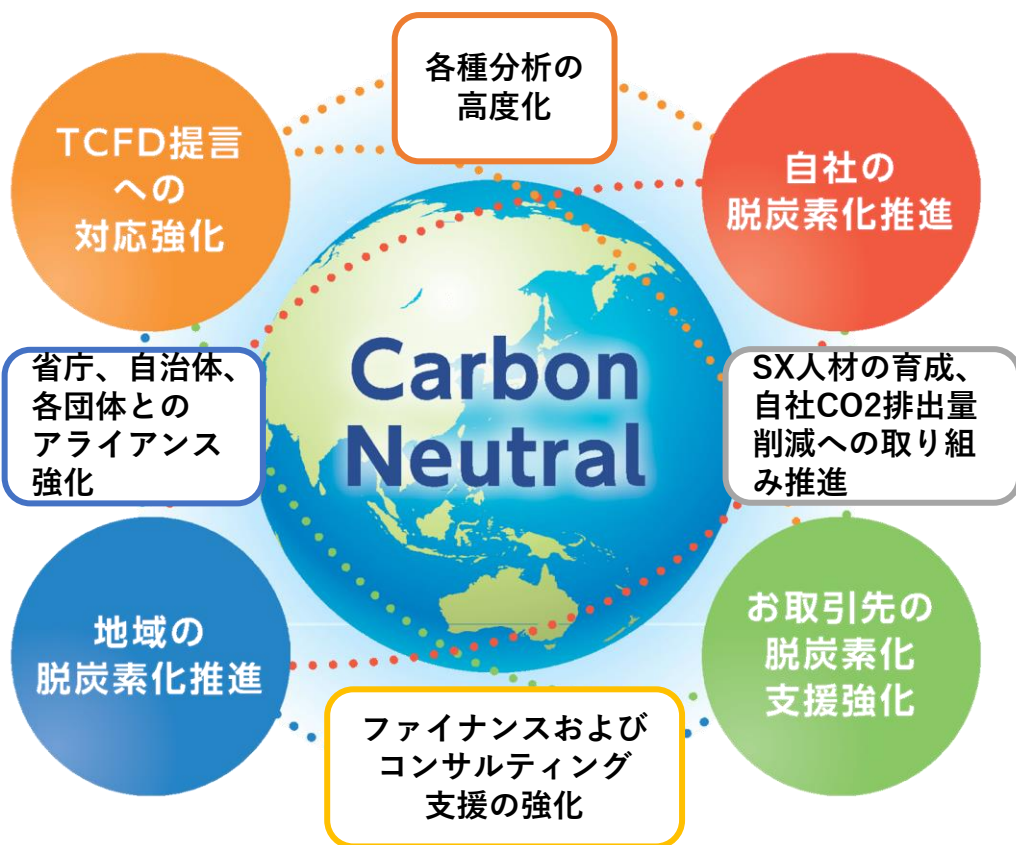 各種分析の
高度化
TCFD提言
への
対応強化
自社の
脱炭素化推進
Carbon
Neutral
省庁、自治体、
各団体との
アライアンス
強化
SX人材の育成、
自社CO2排出量
削減への取り組
み推進
地域の
脱炭素化推進
お取引先の
脱炭素化
支援強化
ファイナンスおよび
コンサルティング
支援の強化